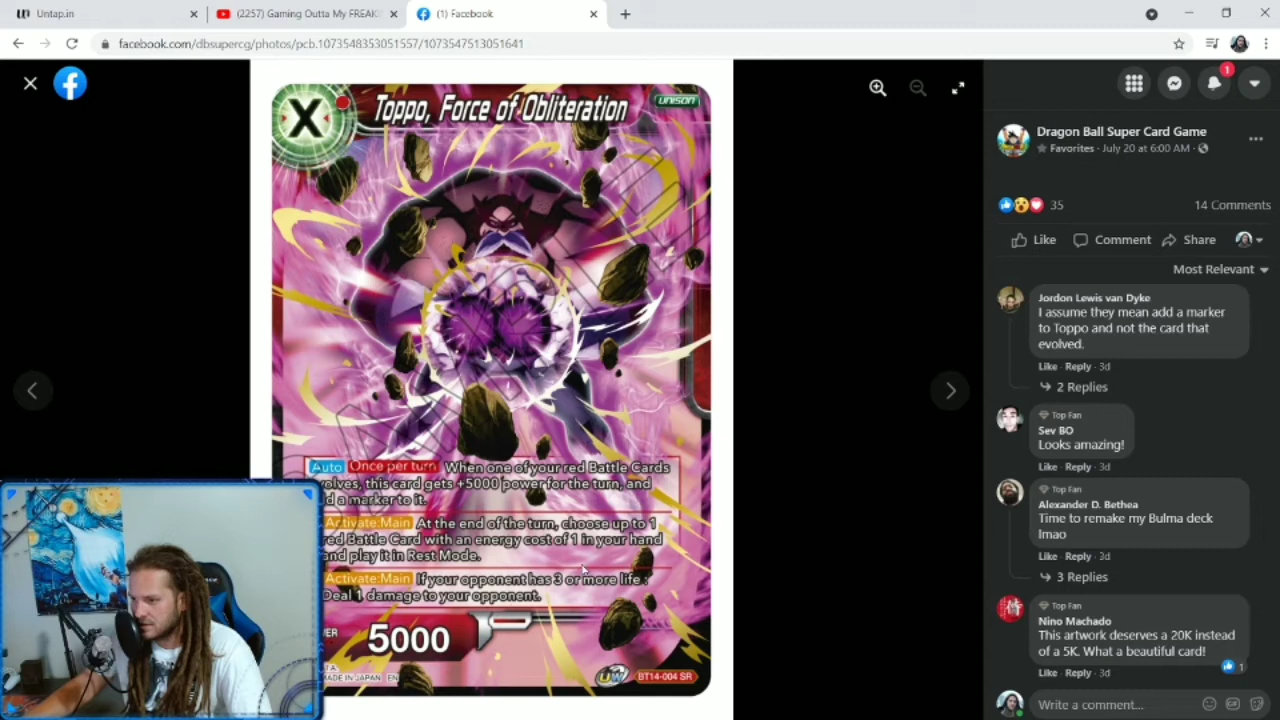 Untap.in
(2257) Gaming Outta My FREAKI
(1) Facebook
facebook.com/dbsupercg/photos/pcb.1073548353051557/1073547513051641
1
X
Toppo, Force of Obliteration
UNISON
Auto Once per turn When one of your red Battle Cards
olves, this card gets +5000 power for the turn, and
d a marker to it.
Activate:Main At the end of the turn, choose up to 1
red Battle Card with an energy cost of 1 in your hand
and play it in Rest Mode.
Activate:Main If your opponent has 3 or more life :
Deal 1 damage to your opponent.
5000
MADE IN JAPAN EN
UW
BT14-004 SR
Dragon Ball Super Card Game
Favorites · July 20 at 6:00 AM ·
35
14 Comments
Like
Comment
Share
Most Relevant
Jordon Lewis van Dyke
I assume they mean add a marker
to Toppo and not the card that
evolved.
Like · Reply · 3d
2 Replies
Top Fan
Sev BO
Looks amazing!
Like · Reply · 3d
Top Fan
Alexander D. Bethea
Time to remake my Bulma deck
lmao
Like · Reply · 3d
3 Replies
Top Fan
Nino Machado
This artwork deserves a 20K instead
of a 5K. What a beautiful card!
1
Like · Reply · 3d
Write a comment...